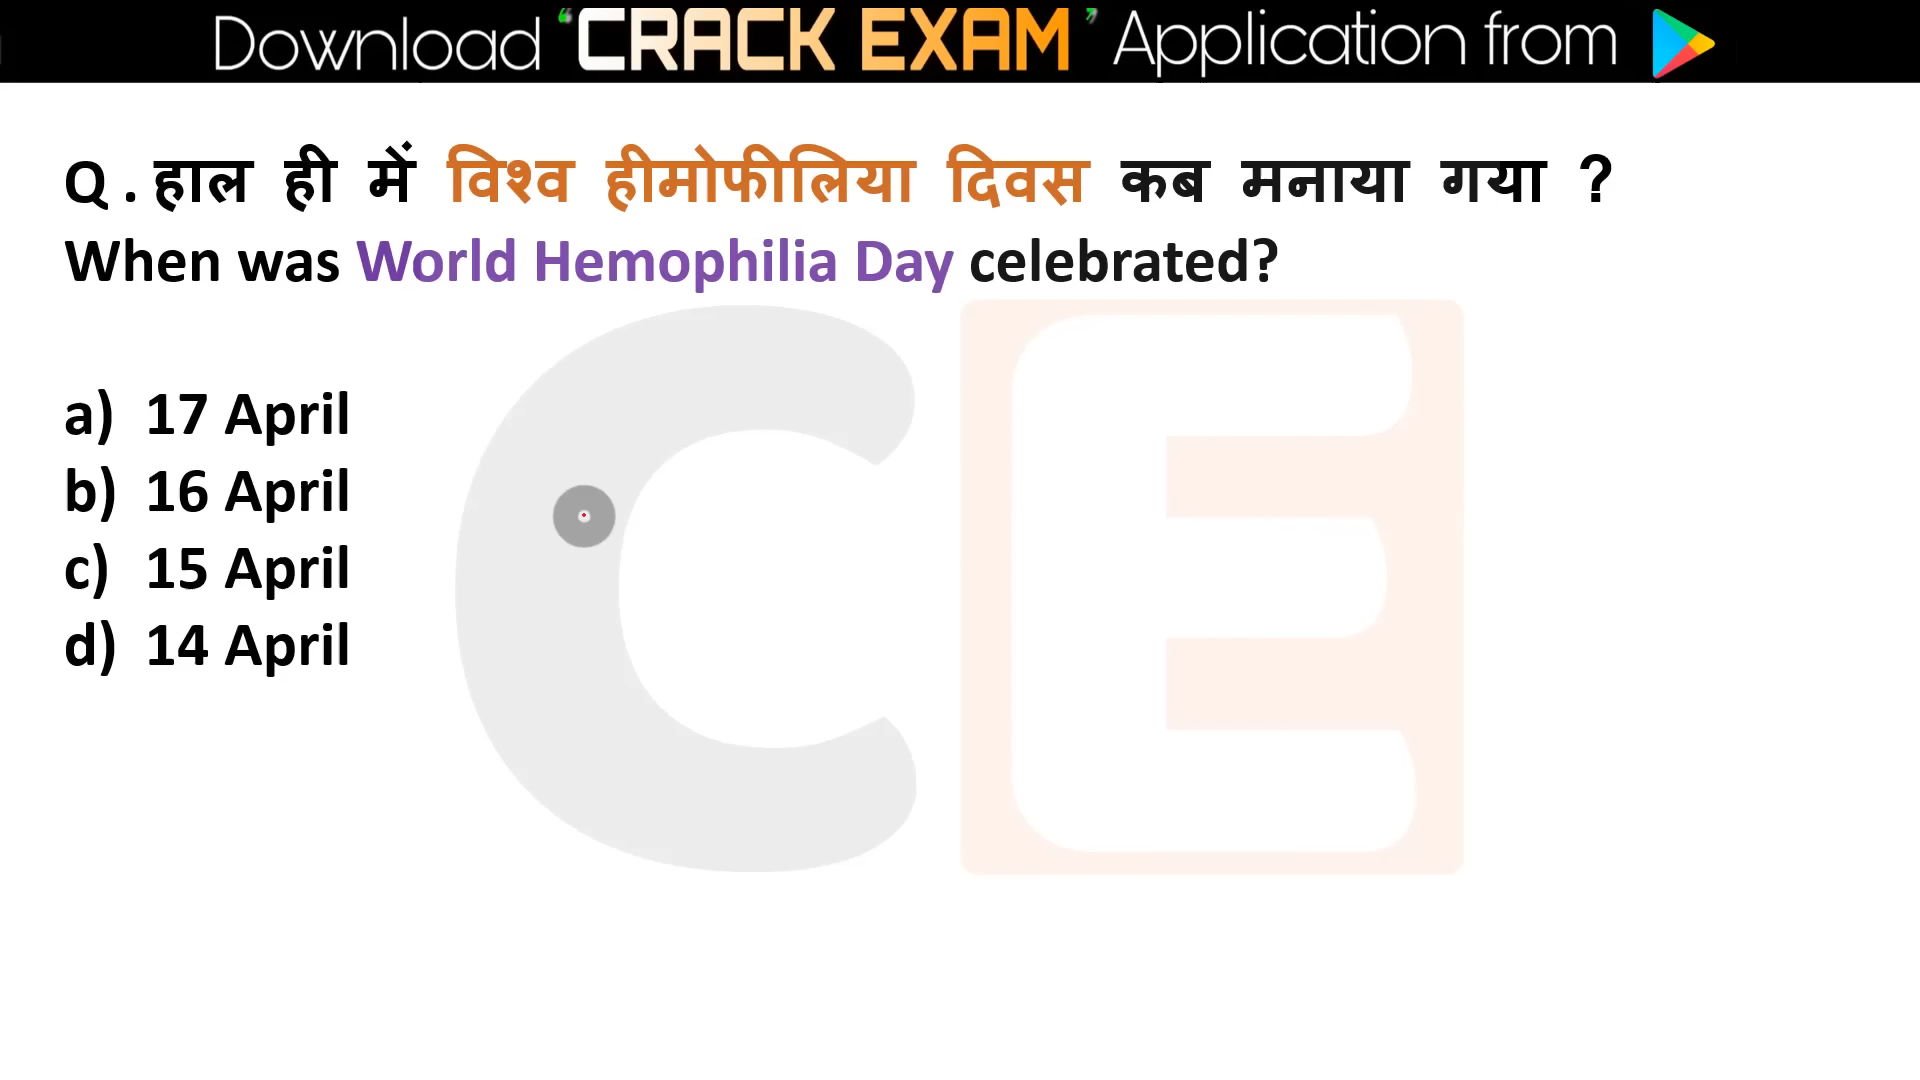 Download ‘CRACK EXAM’ Application from
Q . हाल ही में विश्व हीमोफीलिया दिवस कब मनाया गया ?
When was World Hemophilia Day celebrated?
a) 17 April
b) 16 April
c) 15 April
d) 14 April
CE